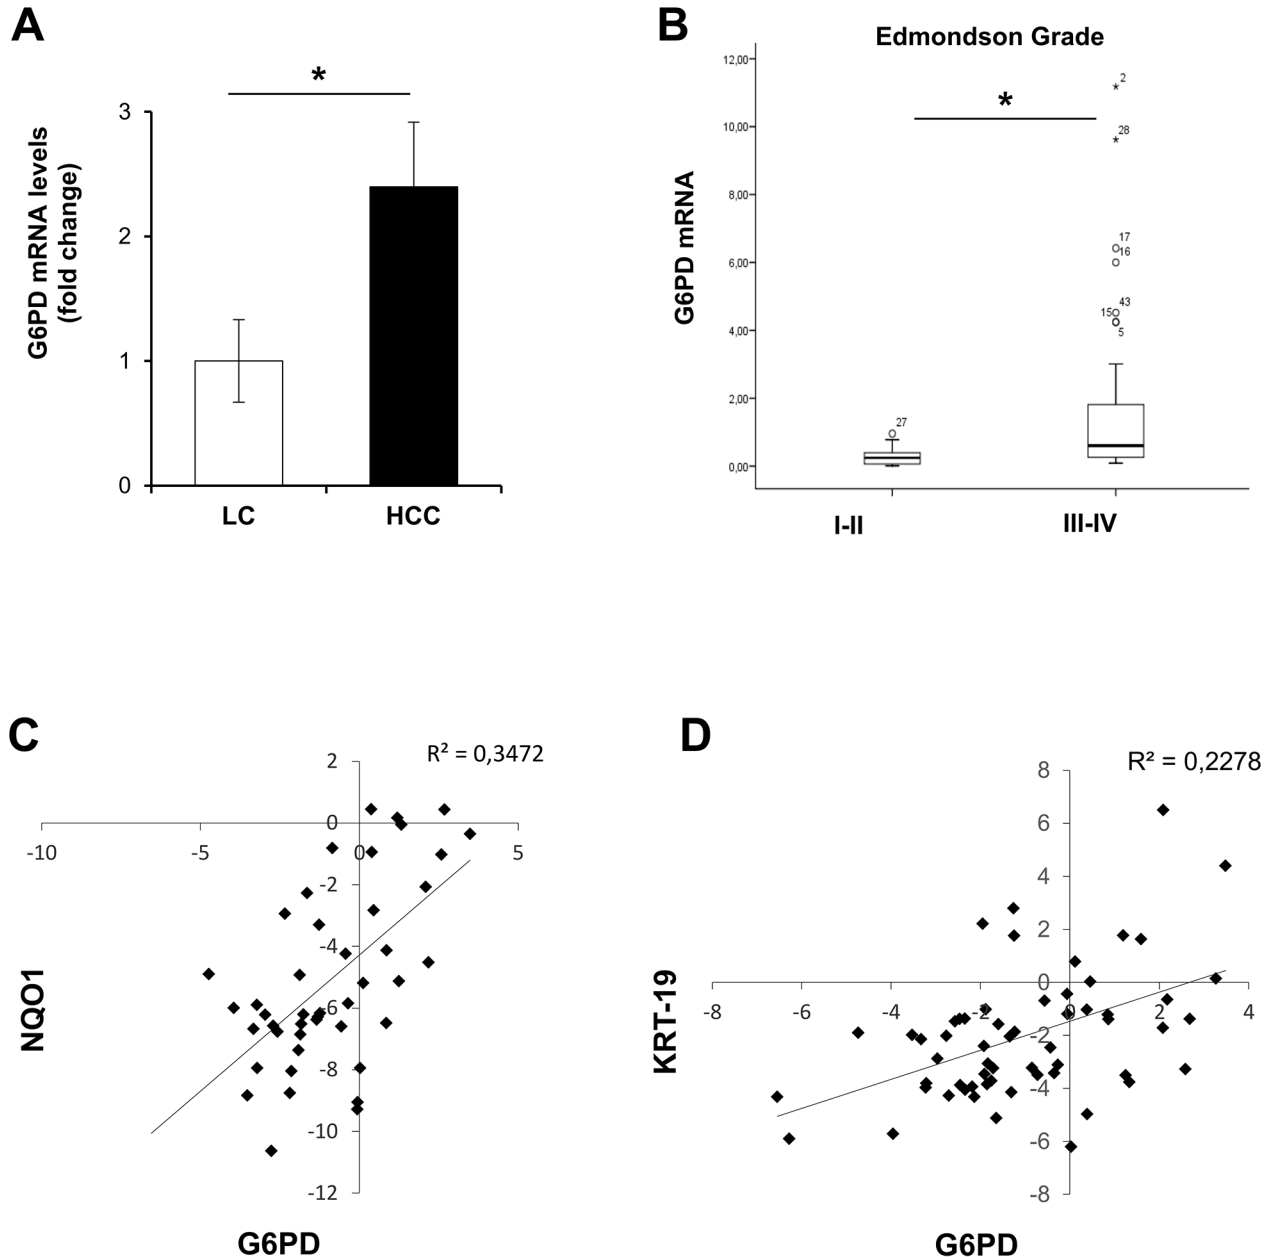 A
*
G6PD mRNA levels
(fold change)
3
2
1
0
LC
HCC
B
Edmondson Grade
*
G6PD mRNA
12,00
10,00
8,00
6,00
4,00
2,00
0,00
* 2
* 28
17
16
43
15
5
27
I-II
III-IV
C
R² = 0,3472
NQO1
2
0
-2
-4
-6
-8
-10
-12
-10
-5
0
5
G6PD
D
R² = 0,2278
KRT-19
8
6
4
2
0
-2
-4
-6
-8
-8
-6
-4
-2
0
2
4
G6PD